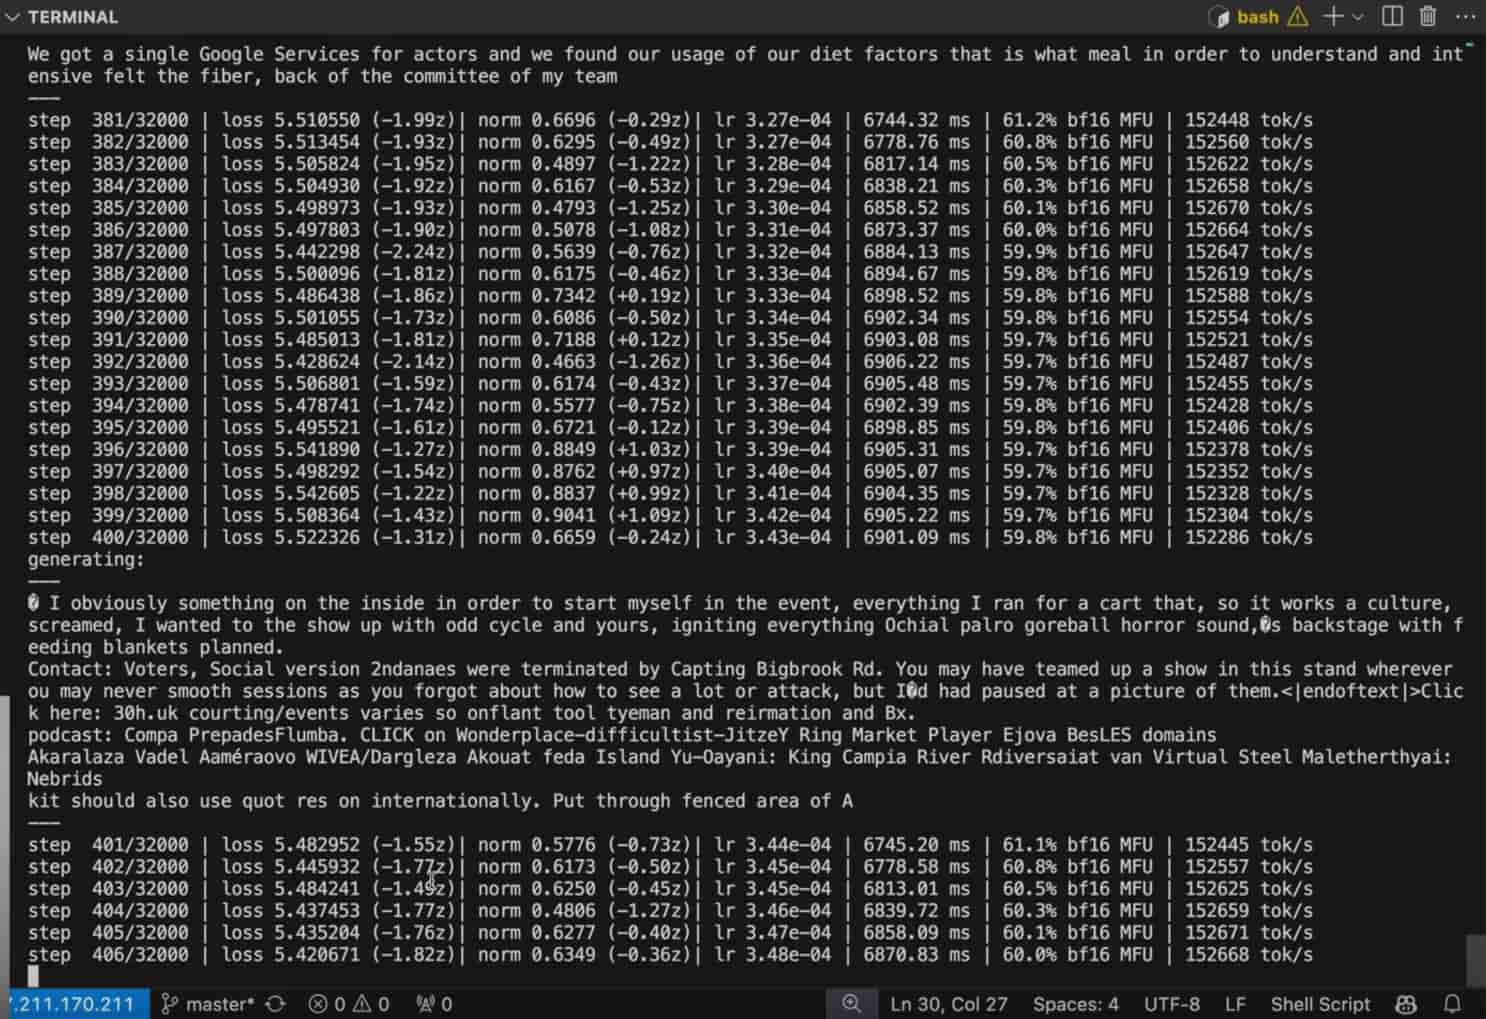 TERMINAL
bash
We got a single Google Services for actors and we found our usage of our diet factors that is what meal in order to understand and int
ensive felt the fiber, back of the committee of my team
---
step  381/32000 | loss 5.510550 (-1.99z)| norm 0.6696 (-0.29z)| lr 3.27e-04 | 6744.32 ms | 61.2% bf16 MFU | 152448 tok/s
step  382/32000 | loss 5.513454 (-1.93z)| norm 0.6295 (-0.49z)| lr 3.27e-04 | 6778.76 ms | 60.8% bf16 MFU | 152560 tok/s
step  383/32000 | loss 5.505824 (-1.95z)| norm 0.4897 (-1.22z)| lr 3.28e-04 | 6817.14 ms | 60.5% bf16 MFU | 152622 tok/s
step  384/32000 | loss 5.504930 (-1.92z)| norm 0.6167 (-0.53z)| lr 3.29e-04 | 6838.21 ms | 60.3% bf16 MFU | 152658 tok/s
step  385/32000 | loss 5.498973 (-1.93z)| norm 0.4793 (-1.25z)| lr 3.30e-04 | 6858.52 ms | 60.1% bf16 MFU | 152670 tok/s
step  386/32000 | loss 5.497803 (-1.90z)| norm 0.5078 (-1.08z)| lr 3.31e-04 | 6873.37 ms | 60.0% bf16 MFU | 152664 tok/s
step  387/32000 | loss 5.442298 (-2.24z)| norm 0.5639 (-0.76z)| lr 3.32e-04 | 6884.13 ms | 59.9% bf16 MFU | 152647 tok/s
step  388/32000 | loss 5.500096 (-1.81z)| norm 0.6175 (-0.46z)| lr 3.33e-04 | 6894.67 ms | 59.8% bf16 MFU | 152619 tok/s
step  389/32000 | loss 5.486438 (-1.86z)| norm 0.7342 (+0.19z)| lr 3.33e-04 | 6898.52 ms | 59.8% bf16 MFU | 152588 tok/s
step  390/32000 | loss 5.501055 (-1.73z)| norm 0.6086 (-0.50z)| lr 3.34e-04 | 6902.34 ms | 59.8% bf16 MFU | 152554 tok/s
step  391/32000 | loss 5.485013 (-1.81z)| norm 0.7188 (+0.12z)| lr 3.35e-04 | 6903.08 ms | 59.7% bf16 MFU | 152521 tok/s
step  392/32000 | loss 5.428624 (-2.14z)| norm 0.4663 (-1.26z)| lr 3.36e-04 | 6906.22 ms | 59.7% bf16 MFU | 152487 tok/s
step  393/32000 | loss 5.506801 (-1.59z)| norm 0.6174 (-0.43z)| lr 3.37e-04 | 6905.48 ms | 59.7% bf16 MFU | 152455 tok/s
step  394/32000 | loss 5.478741 (-1.74z)| norm 0.5577 (-0.75z)| lr 3.38e-04 | 6902.39 ms | 59.8% bf16 MFU | 152428 tok/s
step  395/32000 | loss 5.495521 (-1.61z)| norm 0.6721 (-0.12z)| lr 3.39e-04 | 6898.85 ms | 59.8% bf16 MFU | 152406 tok/s
step  396/32000 | loss 5.541890 (-1.27z)| norm 0.8849 (+1.03z)| lr 3.39e-04 | 6905.31 ms | 59.7% bf16 MFU | 152378 tok/s
step  397/32000 | loss 5.498292 (-1.54z)| norm 0.8762 (+0.97z)| lr 3.40e-04 | 6905.07 ms | 59.7% bf16 MFU | 152352 tok/s
step  398/32000 | loss 5.542605 (-1.22z)| norm 0.8837 (+0.99z)| lr 3.41e-04 | 6904.35 ms | 59.7% bf16 MFU | 152328 tok/s
step  399/32000 | loss 5.508364 (-1.43z)| norm 0.9041 (+1.09z)| lr 3.42e-04 | 6905.22 ms | 59.7% bf16 MFU | 152304 tok/s
step  400/32000 | loss 5.522326 (-1.31z)| norm 0.6659 (-0.24z)| lr 3.43e-04 | 6901.09 ms | 59.8% bf16 MFU | 152286 tok/s
generating:
---
� I obviously something on the inside in order to start myself in the event, everything I ran for a cart that, so it works a culture,
screamed, I wanted to the show up with odd cycle and yours, igniting everything Ochial palro goreball horror sound,�s backstage with f
eeding blankets planned.
Contact: Voters, Social version 2ndanaes were terminated by Capting Bigbrook Rd. You may have teamed up a show in this stand wherever
ou may never smooth sessions as you forgot about how to see a lot or attack, but I�d had paused at a picture of them.<|endoftext|>Clic
k here: 30h.uk courting/events varies so onflant tool tyeman and reirmation and Bx.
podcast: Compa PrepadesFlumba. CLICK on Wonderplace-difficultist-JitzeY Ring Market Player Ejova BesLES domains
Akaralaza Vadel Aaméraovo WIVEA/Dargleza Akouat feda Island Yu-Oayani: King Campia River Rdiversaiat van Virtual Steel Maletherthyai:
Nebrids
kit should also use quot res on internationally. Put through fenced area of A
---
step  401/32000 | loss 5.482952 (-1.55z)| norm 0.5776 (-0.73z)| lr 3.44e-04 | 6745.20 ms | 61.1% bf16 MFU | 152445 tok/s
step  402/32000 | loss 5.445932 (-1.77z)| norm 0.6173 (-0.50z)| lr 3.45e-04 | 6778.58 ms | 60.8% bf16 MFU | 152557 tok/s
step  403/32000 | loss 5.484241 (-1.49z)| norm 0.6250 (-0.45z)| lr 3.45e-04 | 6813.01 ms | 60.5% bf16 MFU | 152625 tok/s
step  404/32000 | loss 5.437453 (-1.77z)| norm 0.4806 (-1.27z)| lr 3.46e-04 | 6839.72 ms | 60.3% bf16 MFU | 152659 tok/s
step  405/32000 | loss 5.435204 (-1.76z)| norm 0.6277 (-0.40z)| lr 3.47e-04 | 6858.09 ms | 60.1% bf16 MFU | 152671 tok/s
step  406/32000 | loss 5.420671 (-1.82z)| norm 0.6349 (-0.36z)| lr 3.48e-04 | 6870.83 ms | 60.0% bf16 MFU | 152668 tok/s
.211.170.211 master* 0 0 0 Ln 30, Col 27 Spaces: 4 UTF-8 LF Shell Script